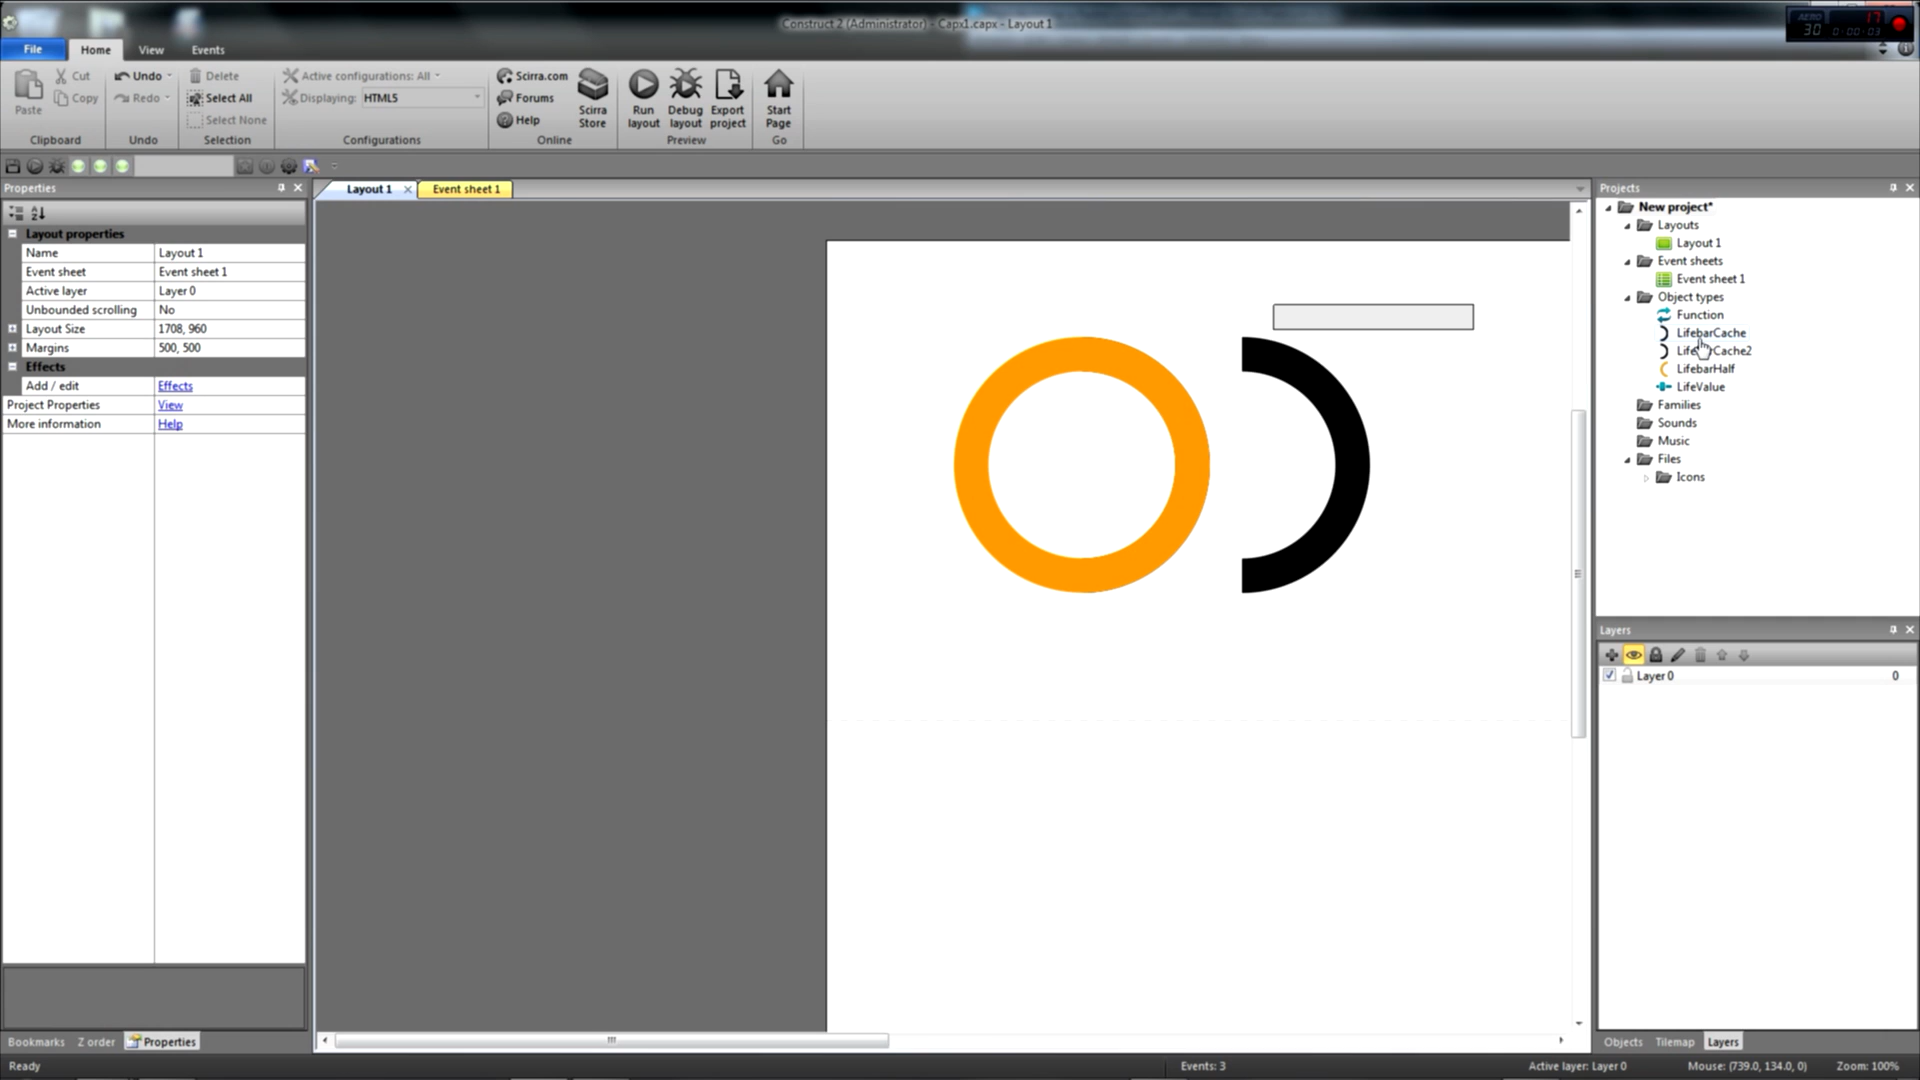 Construct 2 (Administrator) - Capx1.capx - Layout 1
AERO 30
17
0:00:03
File
Home
View
Events
Paste
Cut
Copy
Clipboard
Undo
Redo
Undo
Delete
Select All
Select None
Selection
Active configurations: All
Displaying: HTML5
Configurations
Scirra.com
Forums
Help
Scirra Store
Online
Run layout
Debug layout
Export project
Preview
Start Page
Go
Properties
Layout properties
Name Layout 1
Event sheet Event sheet 1
Active layer Layer 0
Unbounded scrolling No
Layout Size 1708, 960
Margins 500, 500
Effects
Add / edit Effects
Project Properties View
More information Help
Layout 1
Event sheet 1
Projects
New project*
Layouts
Layout 1
Event sheets
Event sheet 1
Object types
Function
LifebarCache
LifebarCache2
LifebarHalf
LifeValue
Families
Sounds
Music
Files
Icons
Layers
Layer 0 0
Bookmarks
Z order
Properties
Objects
Tilemap
Layers
Ready
Events: 3
Active layer: Layer 0
Mouse: (739.0, 134.0, 0)
Zoom: 100%